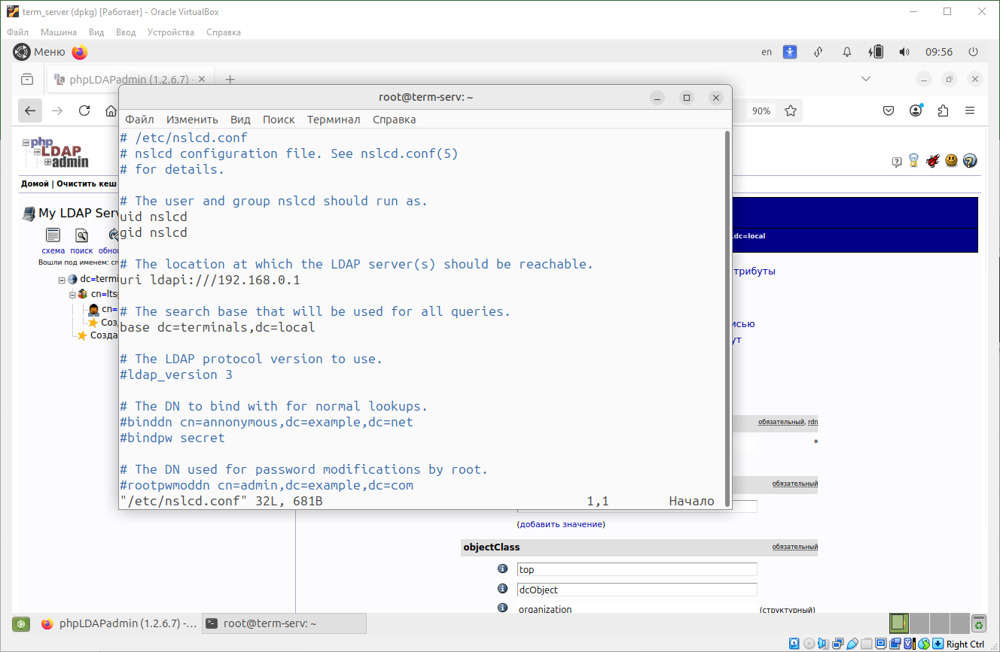 term_server (dpkg) [Работает] - Oracle VirtualBox
Файл Машина Вид Ввод Устройства Справка
Меню en 09:56
phpLDAPadmin (1.2.6.7) -
root@term-serv: ~
90%
Файл Изменить Вид Поиск Терминал Справка
# /etc/nslcd.conf
# nslcd configuration file. See nslcd.conf(5)
# for details.

# The user and group nslcd should run as.
uid nslcd
gid nslcd

# The location at which the LDAP server(s) should be reachable.
uri ldapi:///192.168.0.1

# The search base that will be used for all queries.
base dc=terminals,dc=local

# The LDAP protocol version to use.
#ldap_version 3

# The DN to bind with for normal lookups.
#binddn cn=annonymous,dc=example,dc=net
#bindpw secret

# The DN used for password modifications by root.
#rootpwmoddn cn=admin,dc=example,dc=com
"/etc/nslcd.conf" 32L, 681B 1,1 Начало
php
LDAP
admin
Домой | Очистить кеш
My LDAP Serv
схема поиск обнов
Вошли под именем: cn
dc=termi
cn=ltsp
cn=
Соз
Созда
,dc=local
трибуты
исью
ут
обязательный, rdn
*
обязательный
(добавить значение)
objectClass обязательный
top
dcObject
organization (структурный)
phpLDAPadmin (1.2.6.7) -... root@term-serv: ~
Right Ctrl